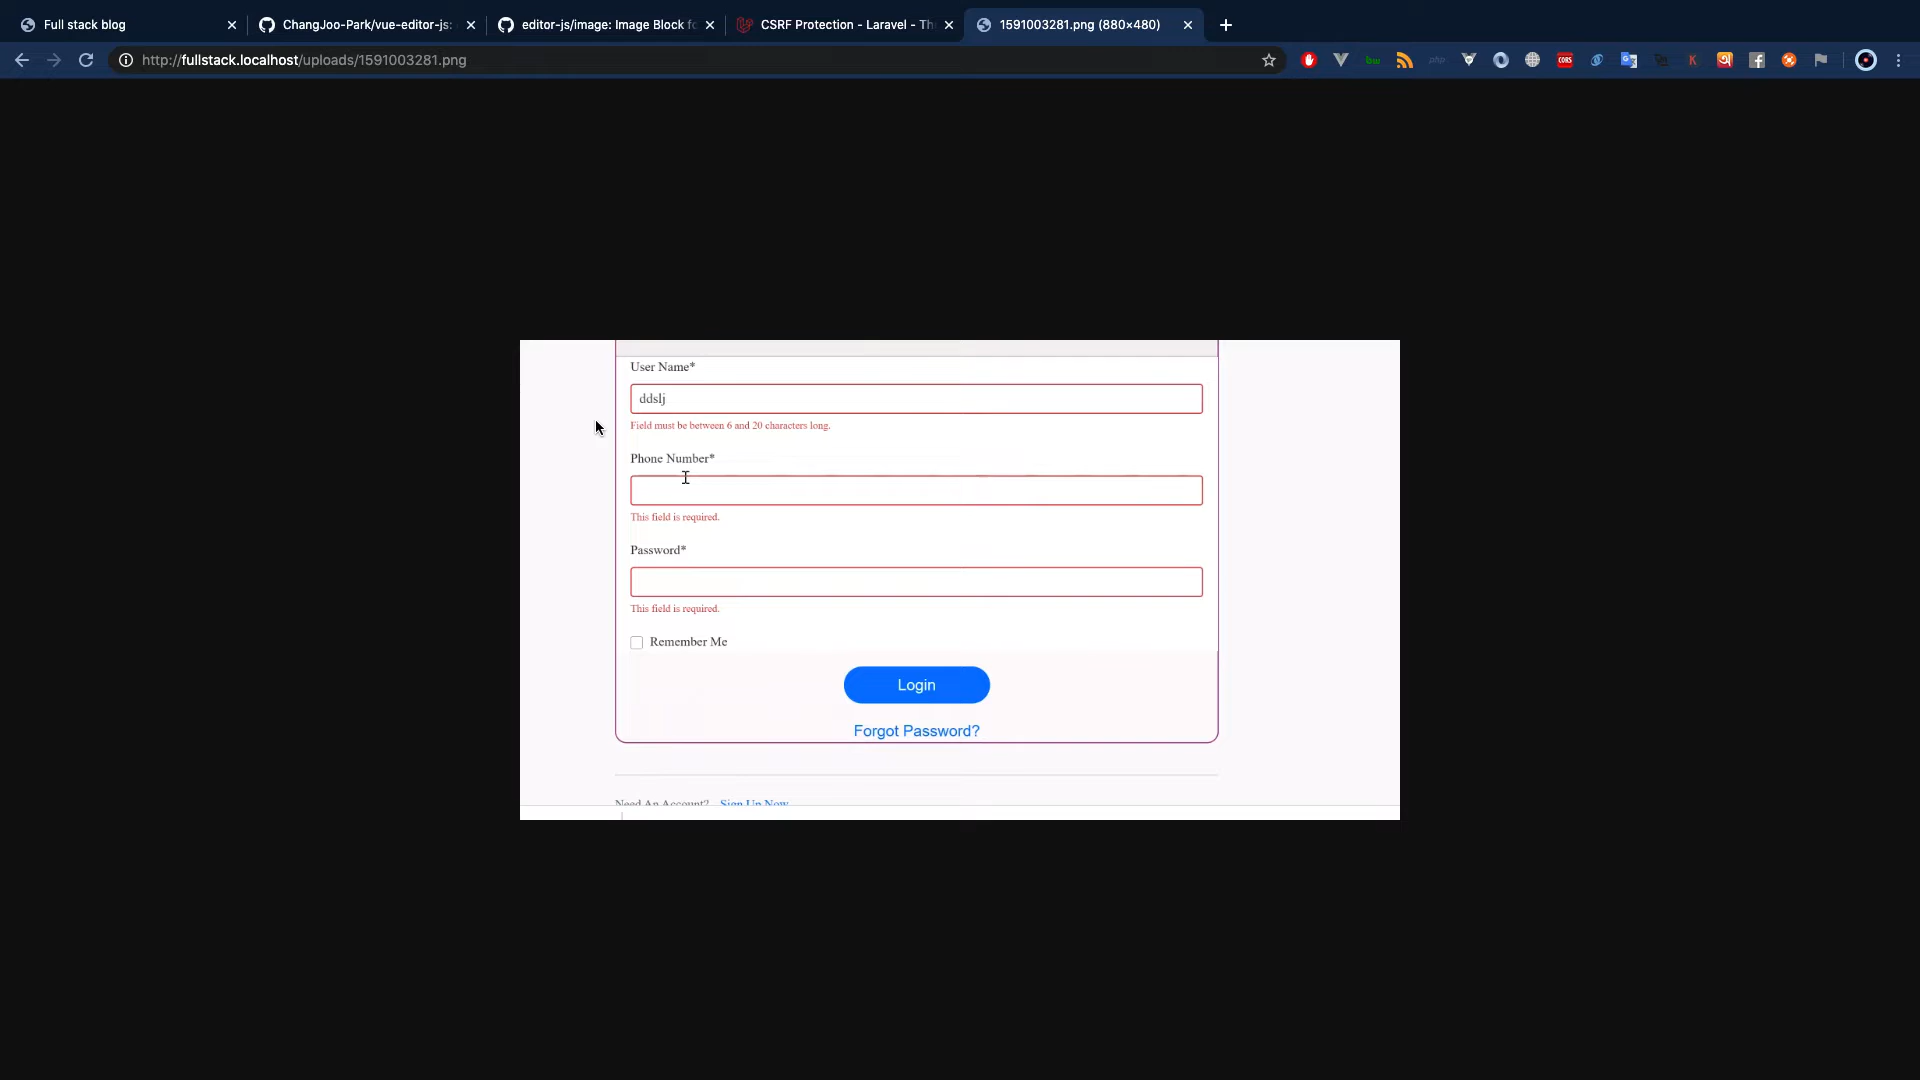 Full stack blog
ChangJoo-Park/vue-editor-js:
editor-js/image: Image Block fo
CSRF Protection - Laravel - Th
1591003281.png (880×480)
http://fullstack.localhost/uploads/1591003281.png
bw
php
CORS
K
User Name*
ddslj
Field must be between 6 and 20 characters long.
Phone Number*
This field is required.
Password*
This field is required.
Remember Me
Login
Forgot Password?
Need An Account? Sign Up Now